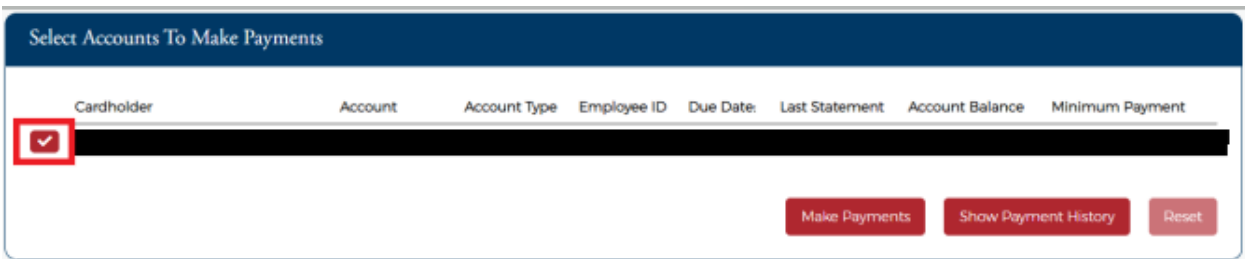 Select Accounts To Make Payments
Cardholder Account Account Type Employee ID Due Date: Last Statement Account Balance Minimum Payment
Make Payments Show Payment History Reset